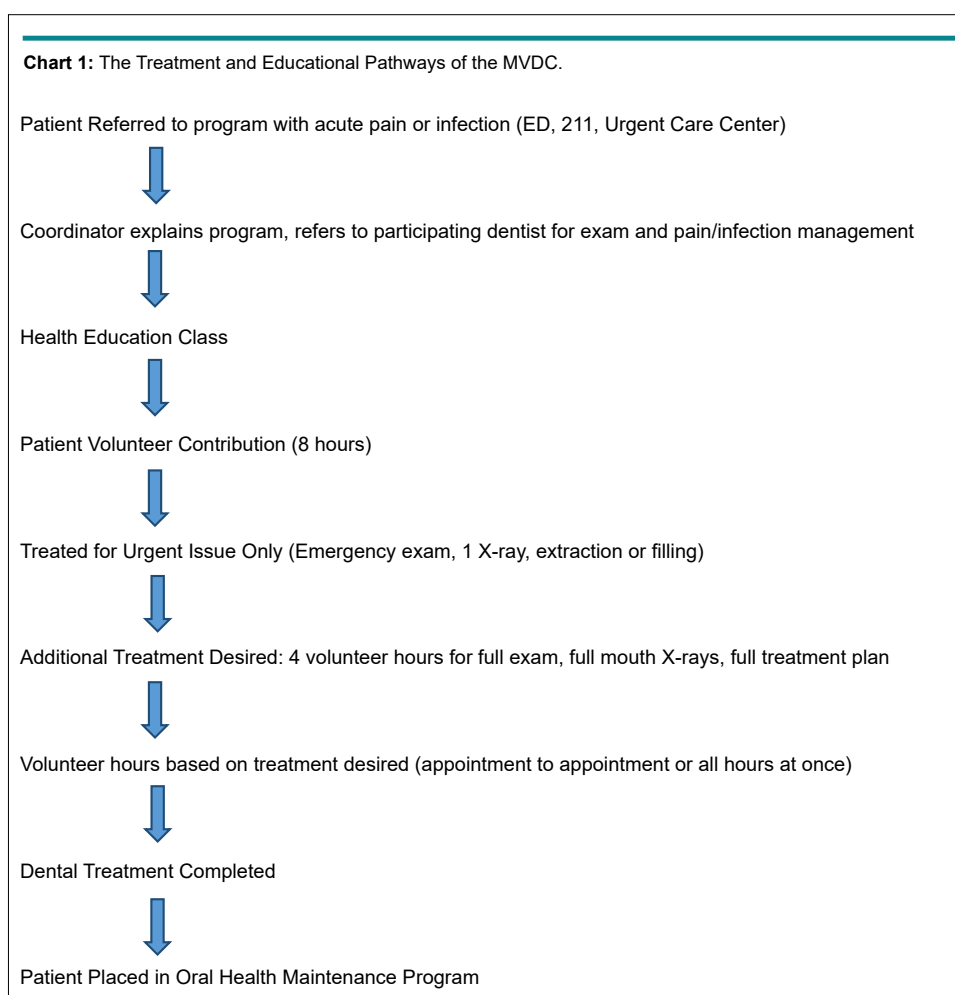 Chart 1: The Treatment and Educational Pathways of the MVDC.
Patient Referred to program with acute pain or infection (ED, 211, Urgent Care Center)
Coordinator explains program, refers to participating dentist for exam and pain/infection management
Health Education Class
Patient Volunteer Contribution (8 hours)
Treated for Urgent Issue Only (Emergency exam, 1 X-ray, extraction or filling)
Additional Treatment Desired: 4 volunteer hours for full exam, full mouth X-rays, full treatment plan
Volunteer hours based on treatment desired (appointment to appointment or all hours at once)
Dental Treatment Completed
Patient Placed in Oral Health Maintenance Program